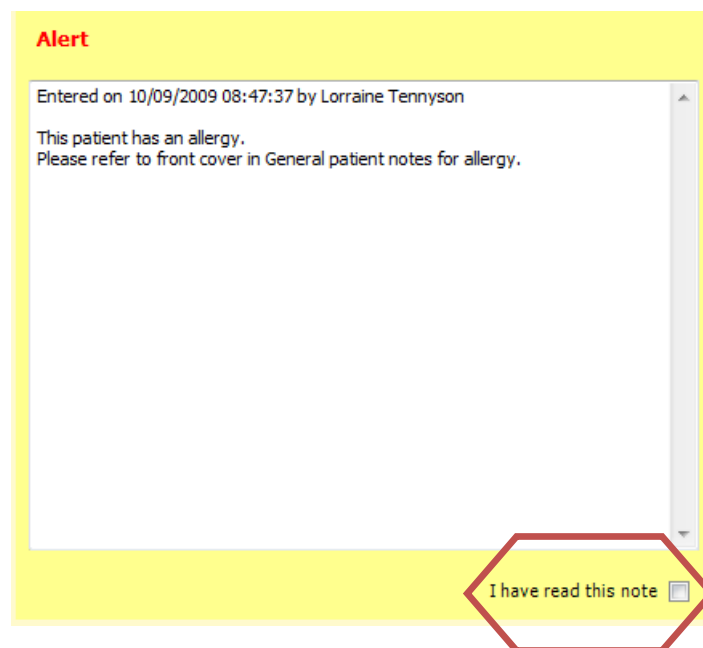 Alert
Entered on 10/09/2009 08:47:37 by Lorraine Tennyson
This patient has an allergy.
Please refer to front cover in General patient notes for allergy.
I have read this note